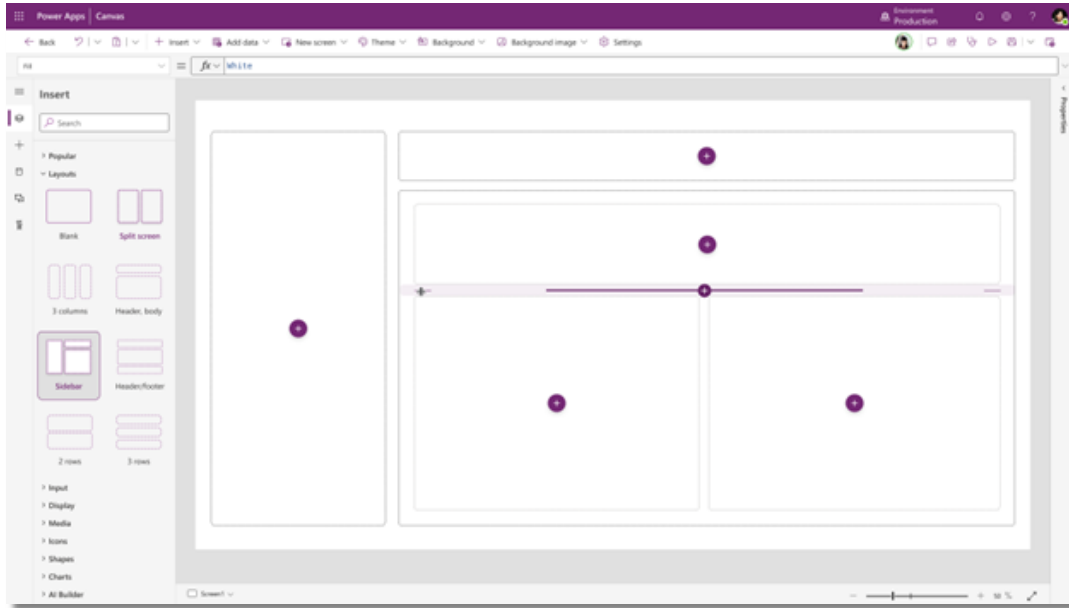 Power Apps Canvas
Environment
Production
?
Back
Insert
Add data
New screen
Theme
Background
Background image
Settings
= fx White
Insert
Search
Popular
Layouts
Blank Split screen
3 columns Header, body
Sidebar Header/footer
2 rows 3 rows
Input
Display
Media
Icons
Shapes
Charts
AI Builder
Screen1
Properties